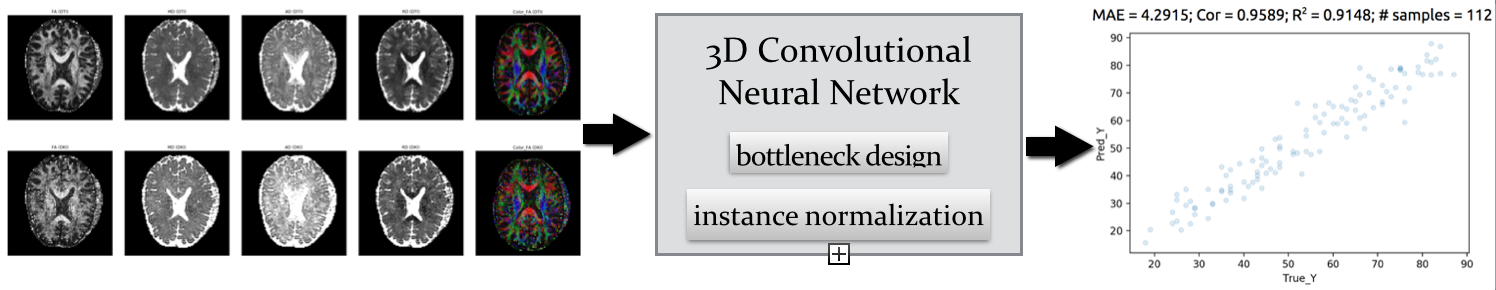 FA (DTI) MD (DTI) AD (DTI) RD (DTI) Color_FA (DTI)
FA (DKI) MD (DKI) AD (DKI) RD (DKI) Color_FA (DKI)
3D Convolutional
Neural Network
bottleneck design
instance normalization
MAE = 4.2915; Cor = 0.9589; R² = 0.9148; # samples = 112
90
80
70
60
50
40
30
20
Pred_Y
20 30 40 50 60 70 80 90
True_Y